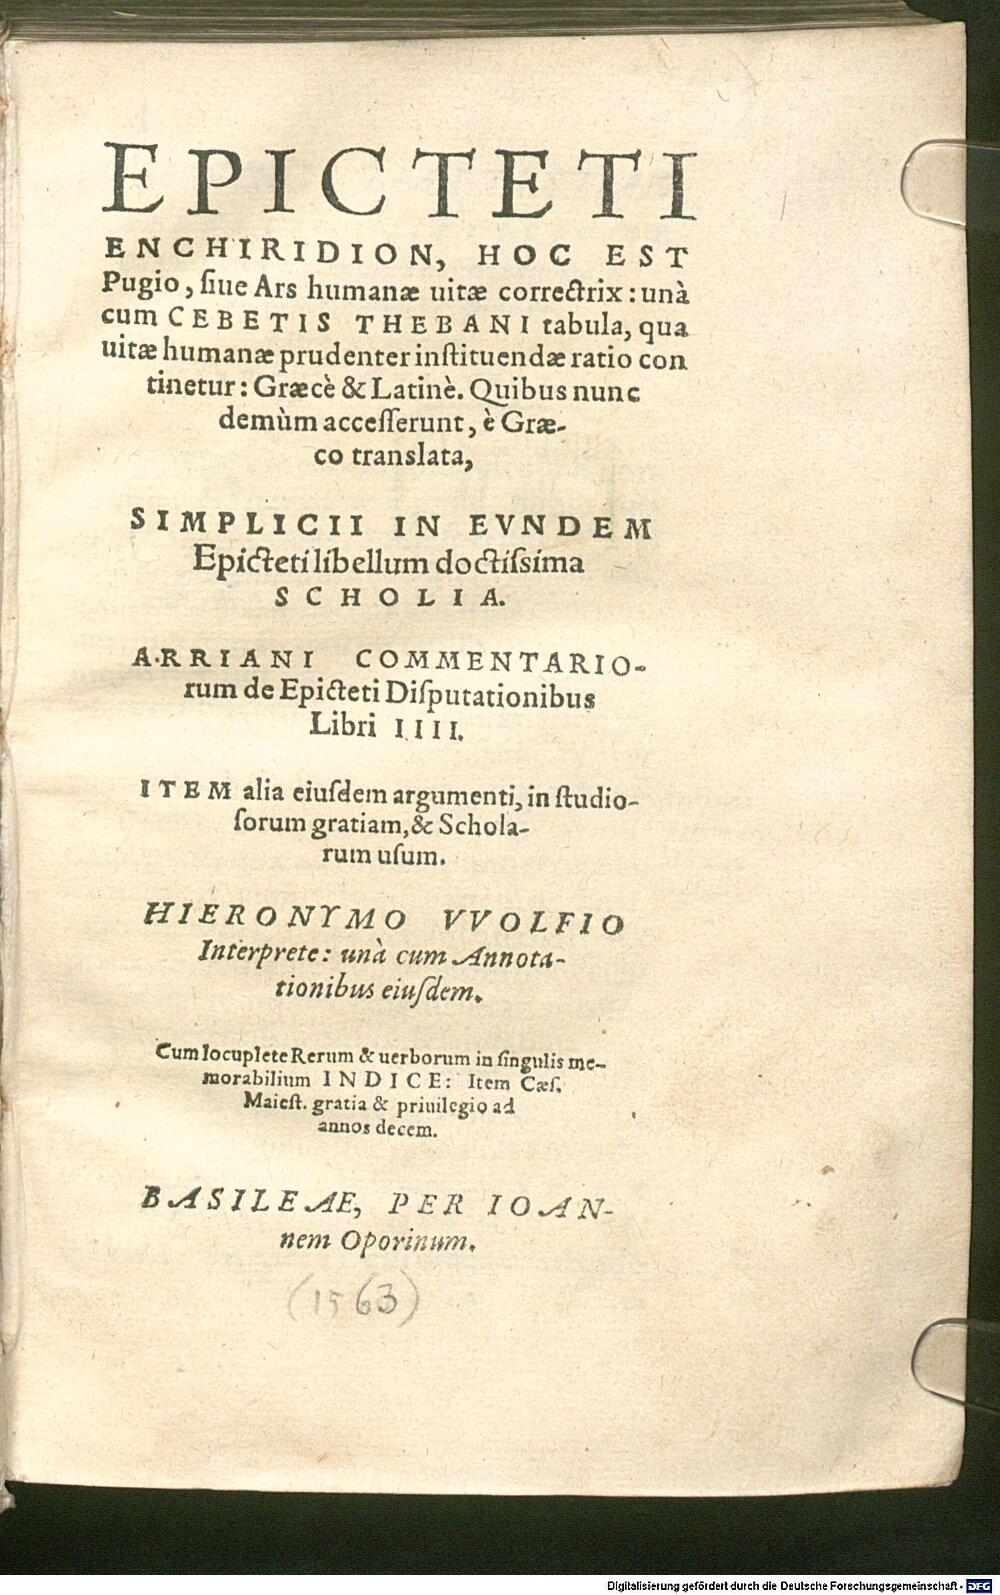 EPICTETI
ENCHIRIDION, HOC EST
Pugio, ſiue Ars humanæ uitæ correctrix: unà
cum CEBETIS THEBANI tabula, qua
uitæ humanæ prudenter inſtituendæ ratio con
tinetur: Græcè & Latinè. Quibus nunc
demùm acceſſerunt, è Græ-
co translata,
SIMPLICII IN EVNDEM
Epicteti libellum doctiſsima
SCHOLIA.
ARRIANI COMMENTARIO-
rum de Epicteti Diſputationibus
Libri IIII.
ITEM alia eiuſdem argumenti, in ſtudio-
ſorum gratiam, & Schola-
rum uſum.
HIERONYMO VVOLFIO
Interprete: unà cum Annota-
tionibus eiuſdem.
Cum locuplete Rerum & uerborum in ſingulis me-
morabilium INDICE: Item Cæſ.
Maieſt. gratia & priuilegio ad
annos decem.
BASILEAE, PER IOAN-
nem Oporinum.
(1563)
Digitalisierung gefördert durch die Deutsche Forschungsgemeinschaft - DFG